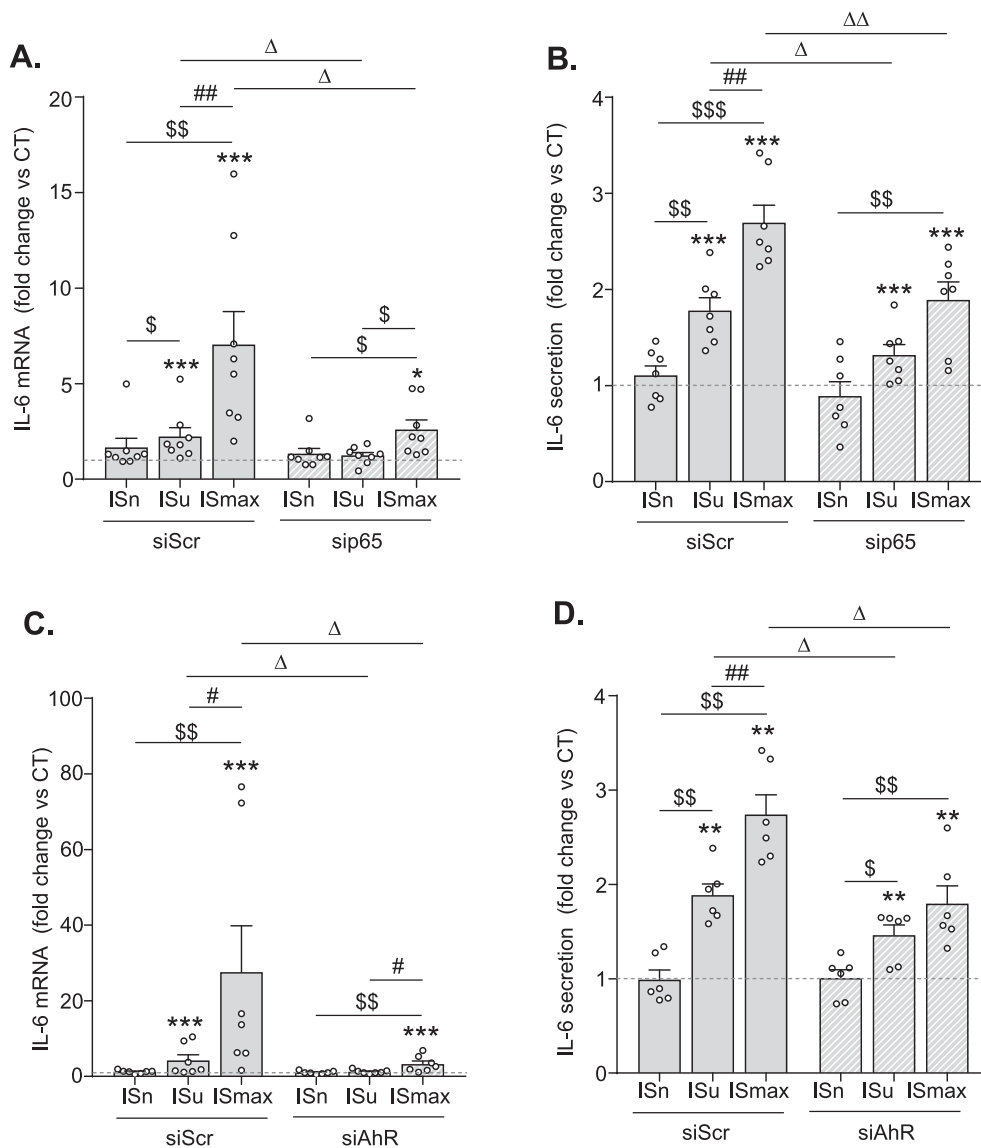 A.
Δ
Δ
##
$$
***
$
***
$
$
*
IL-6 mRNA (fold change vs CT)
20
15
10
5
0
ISn ISu ISmax ISn ISu ISmax
siScr sip65
B.
ΔΔ
Δ
##
$$$
***
$$
***
$$
***
***
IL-6 secretion (fold change vs CT)
4
3
2
1
0
ISn ISu ISmax ISn ISu ISmax
siScr sip65
C.
Δ
Δ
#
$$
***
***
#
$$
***
IL-6 mRNA (fold change vs CT)
100
80
60
40
20
0
ISn ISu ISmax ISn ISu ISmax
siScr siAhR
D.
Δ
Δ
##
$$
**
$$
**
$$
**
$
**
IL-6 secretion (fold change vs CT)
4
3
2
1
0
ISn ISu ISmax ISn ISu ISmax
siScr siAhR